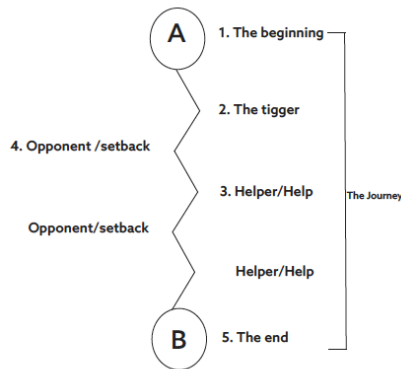 A
1. The beginning
2. The tigger
4. Opponent /setback
3. Helper/Help
The Journey
Opponent/setback
Helper/Help
B
5. The end